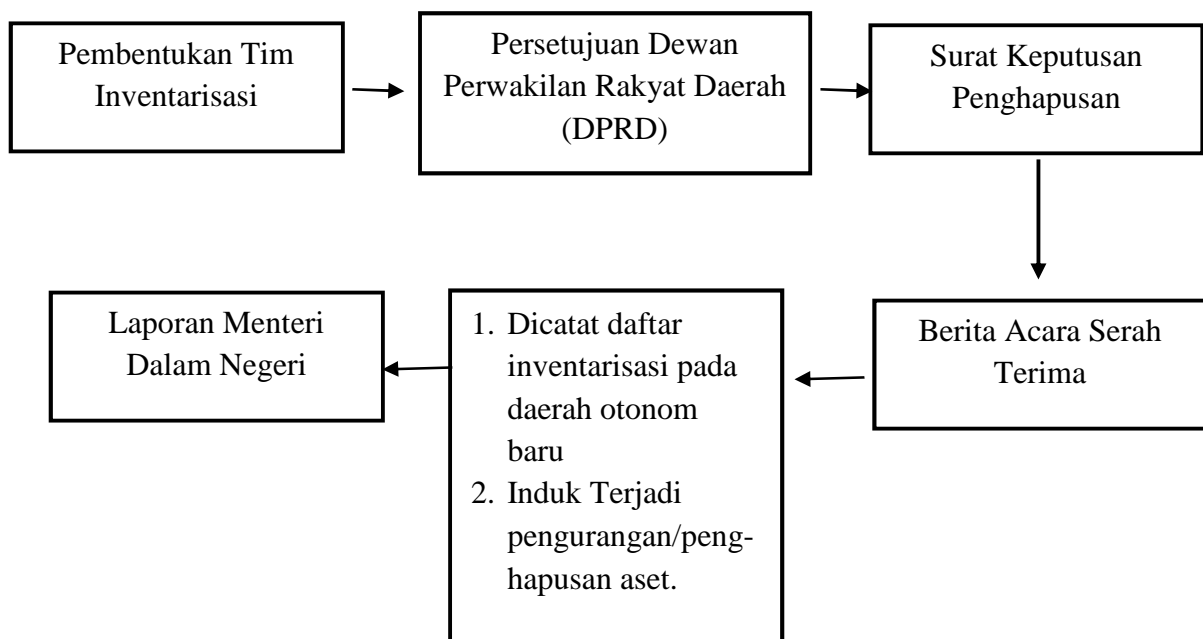 Pembentukan Tim
Inventarisasi
Persetujuan Dewan
Perwakilan Rakyat Daerah
(DPRD)
Surat Keputusan
Penghapusan
Berita Acara Serah
Terima
1. Dicatat daftar
inventarisasi pada
daerah otonom
baru
2. Induk Terjadi
pengurangan/peng-
hapusan aset.
Laporan Menteri
Dalam Negeri